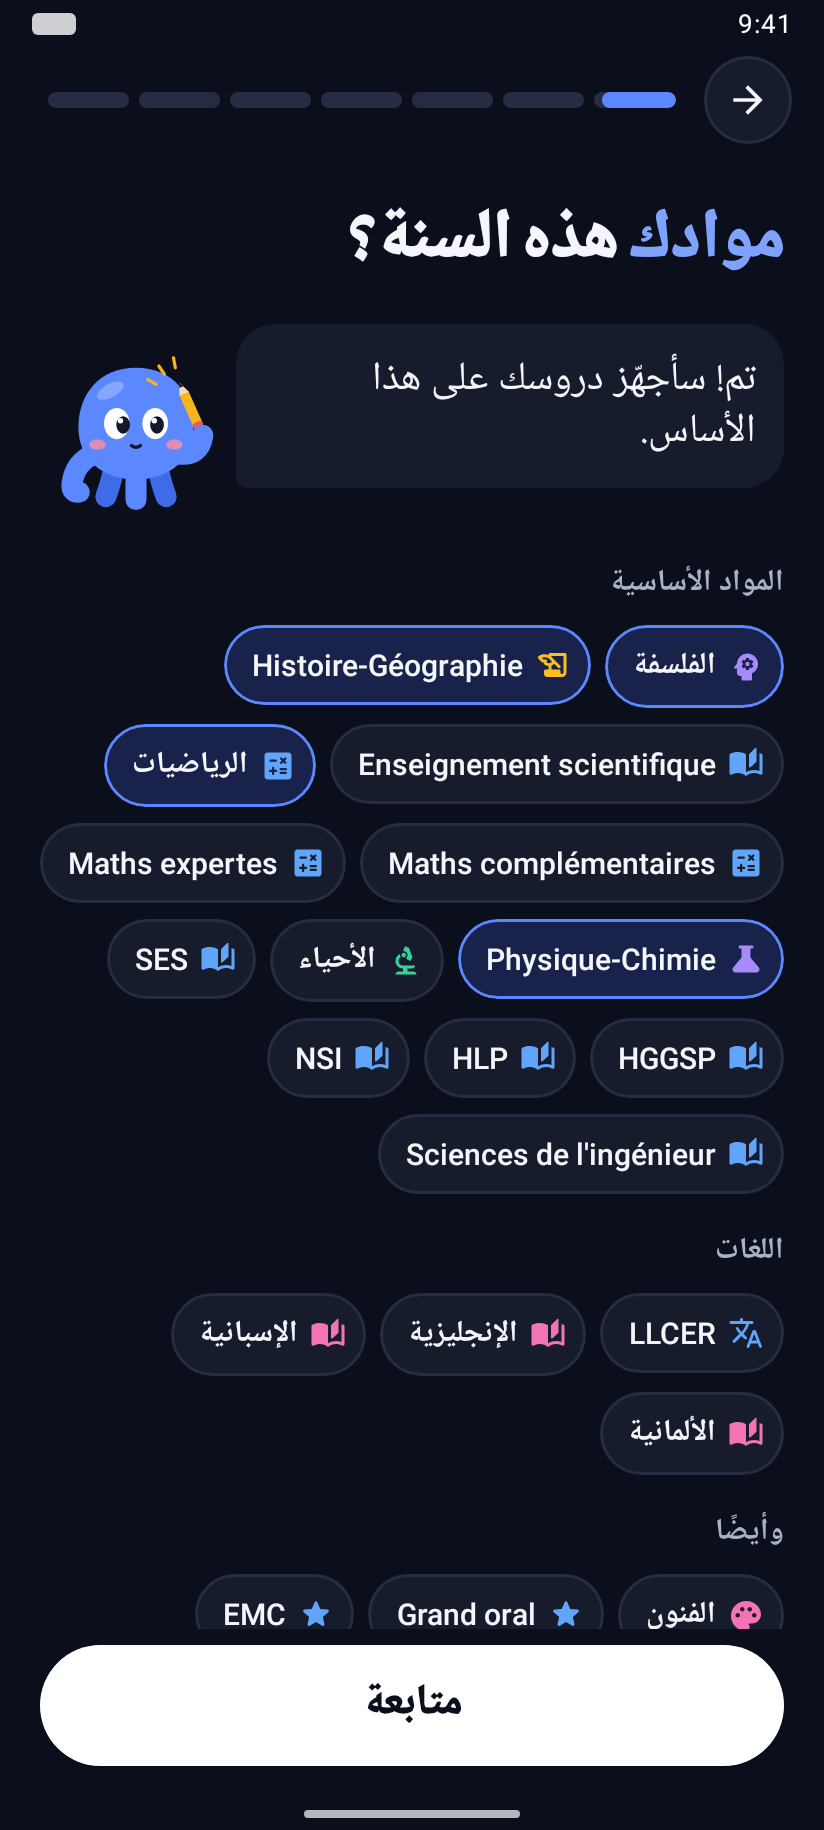 9:41
موادك هذه السنة؟
تم! سأجهّز دروسك على هذا
الأساس.
المواد الأساسية
الفلسفة
Histoire-Géographie
Enseignement scientifique
الرياضيات
Maths complémentaires
Maths expertes
Physique-Chimie
الأحياء
SES
HGGSP
HLP
NSI
Sciences de l'ingénieur
اللغات
LLCER
الإنجليزية
الإسبانية
الألمانية
وأيضًا
الفنون
Grand oral
EMC
متابعة